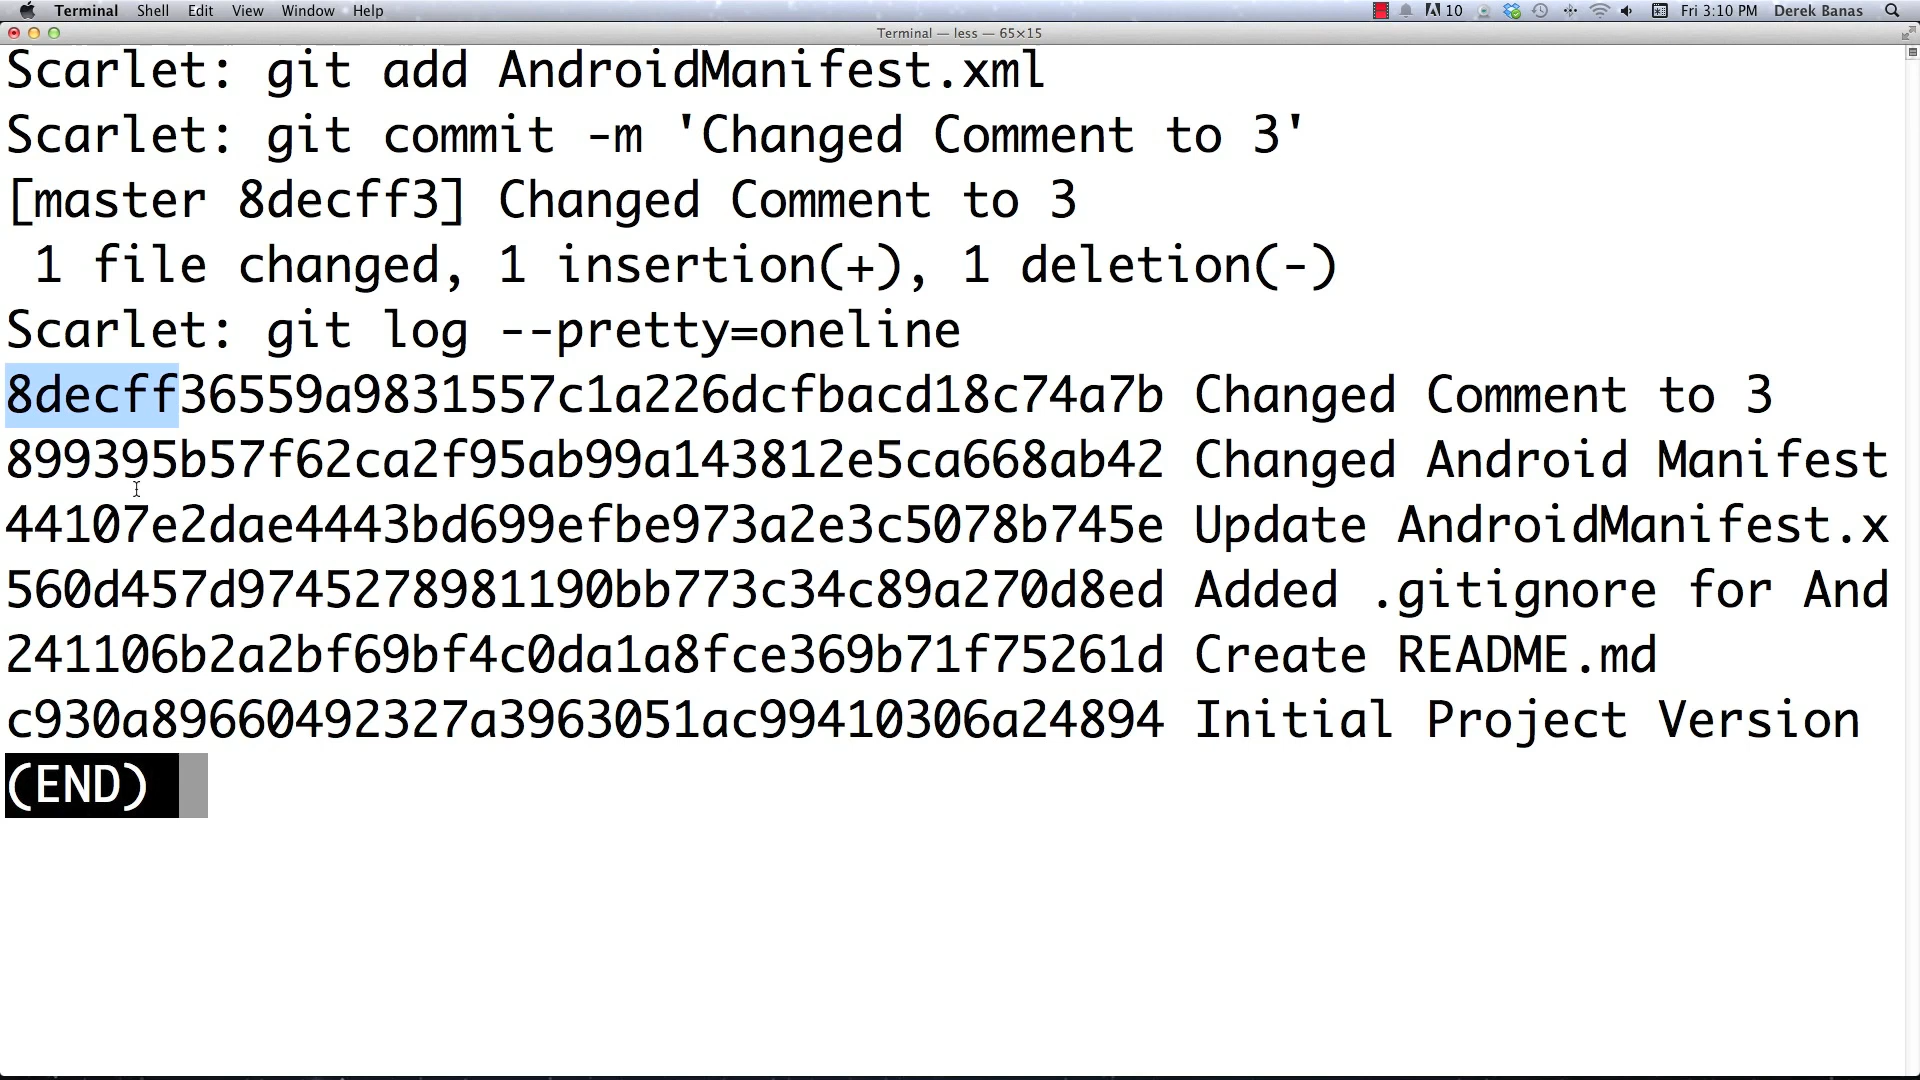 Terminal Shell Edit View Window Help 10 Fri 3:10 PM Derek Banas
Terminal — less — 65×15
Scarlet: git add AndroidManifest.xml
Scarlet: git commit -m 'Changed Comment to 3'
[master 8decff3] Changed Comment to 3
 1 file changed, 1 insertion(+), 1 deletion(-)
Scarlet: git log --pretty=oneline
8decff36559a9831557c1a226dcfbacd18c74a7b Changed Comment to 3
899395b57f62ca2f95ab99a143812e5ca668ab42 Changed Android Manifest
44107e2dae4443bd699efbe973a2e3c5078b745e Update AndroidManifest.x
560d457d9745278981190bb773c34c89a270d8ed Added .gitignore for And
241106b2a2bf69bf4c0da1a8fce369b71f75261d Create README.md
c930a89660492327a3963051ac99410306a24894 Initial Project Version
(END)